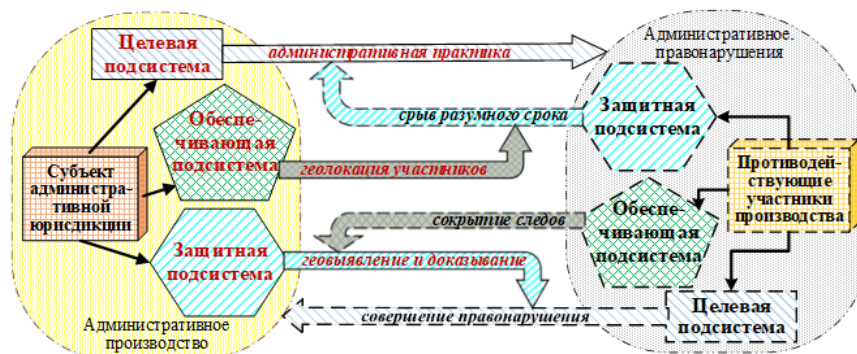 Административное.
правонарушения
Целевая
подсистема
административная практика
Защитная
подсистема
срыв разумного срока
Обеспе-
чивающая
подсистема
Субъект
администра-
тивной
юрисдикции
геолокация участников
Противодей-
ствующие
участники
производства
сокрытие следов
Обеспе-
чивающая
подсистема
Защитная
подсистема
геовыявление и доказывание
совершение правонарушения
Целевая
подсистема
Административное
производство